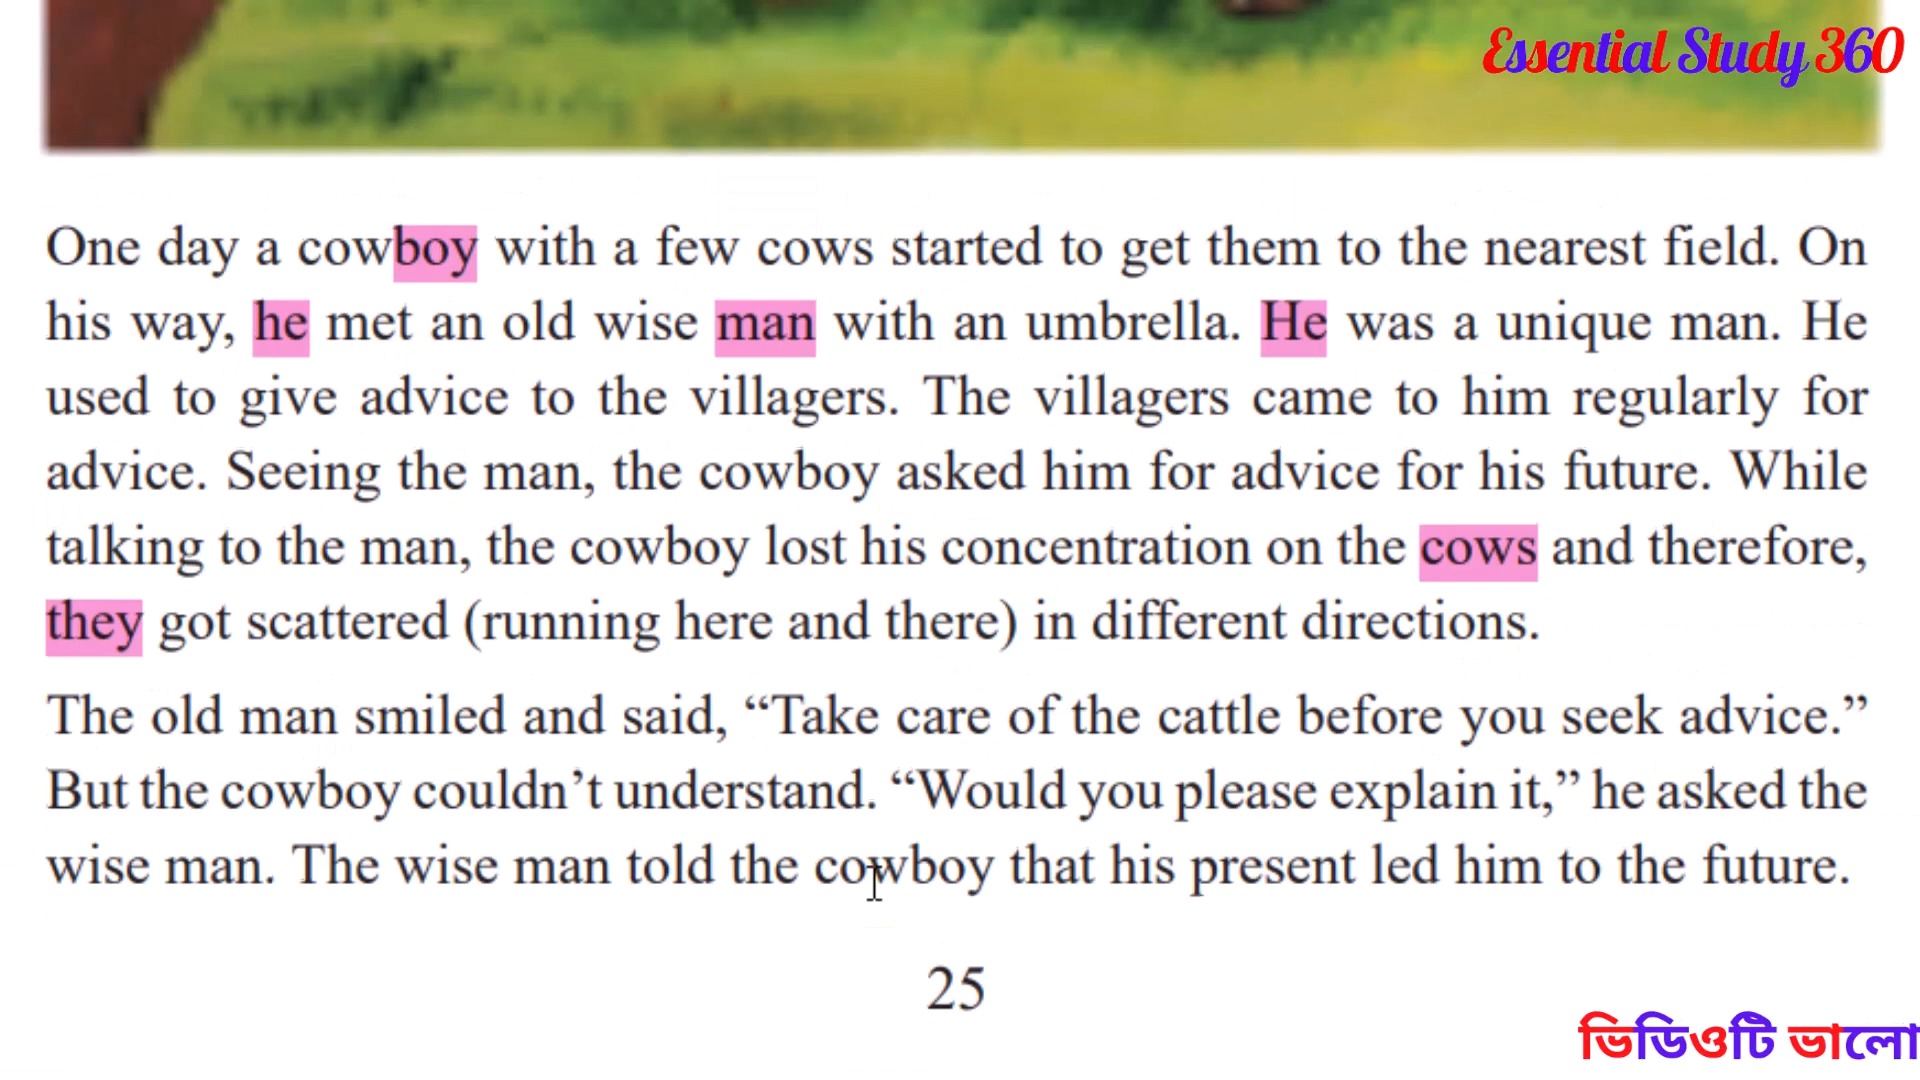 Essential Study 360
One day a cowboy with a few cows started to get them to the nearest field. On
his way, he met an old wise man with an umbrella. He was a unique man. He
used to give advice to the villagers. The villagers came to him regularly for
advice. Seeing the man, the cowboy asked him for advice for his future. While
talking to the man, the cowboy lost his concentration on the cows and therefore,
they got scattered (running here and there) in different directions.
The old man smiled and said, “Take care of the cattle before you seek advice.”
But the cowboy couldn’t understand. “Would you please explain it,” he asked the
wise man. The wise man told the cowboy that his present led him to the future.
25
ভিডিওটি ভালো